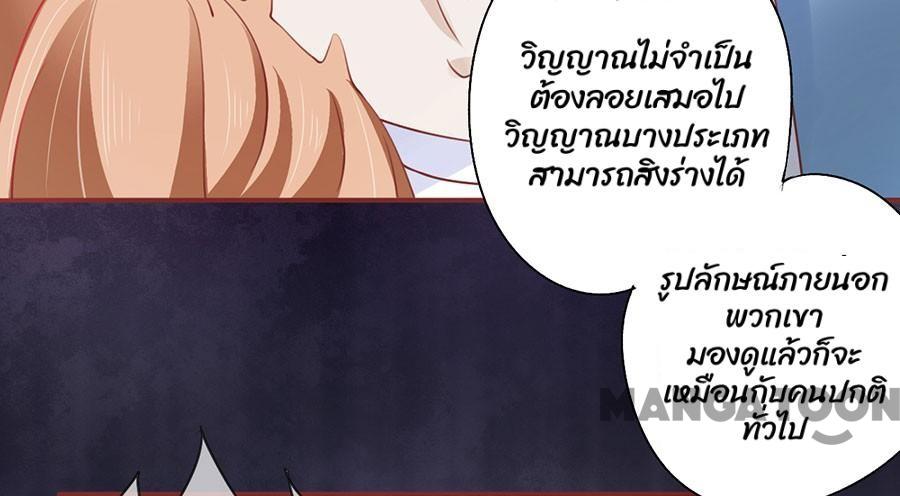 วิญญาณไม่จำเป็น
ต้องลอยเสมอไป
วิญญาณบางประเภท
สามารถสิงร่างได้
รูปลักษณ์ภายนอก
พวกเขา
มองดูแล้วก็จะ
เหมือนกับคนปกติ
ทั่วไป
MANGATOON